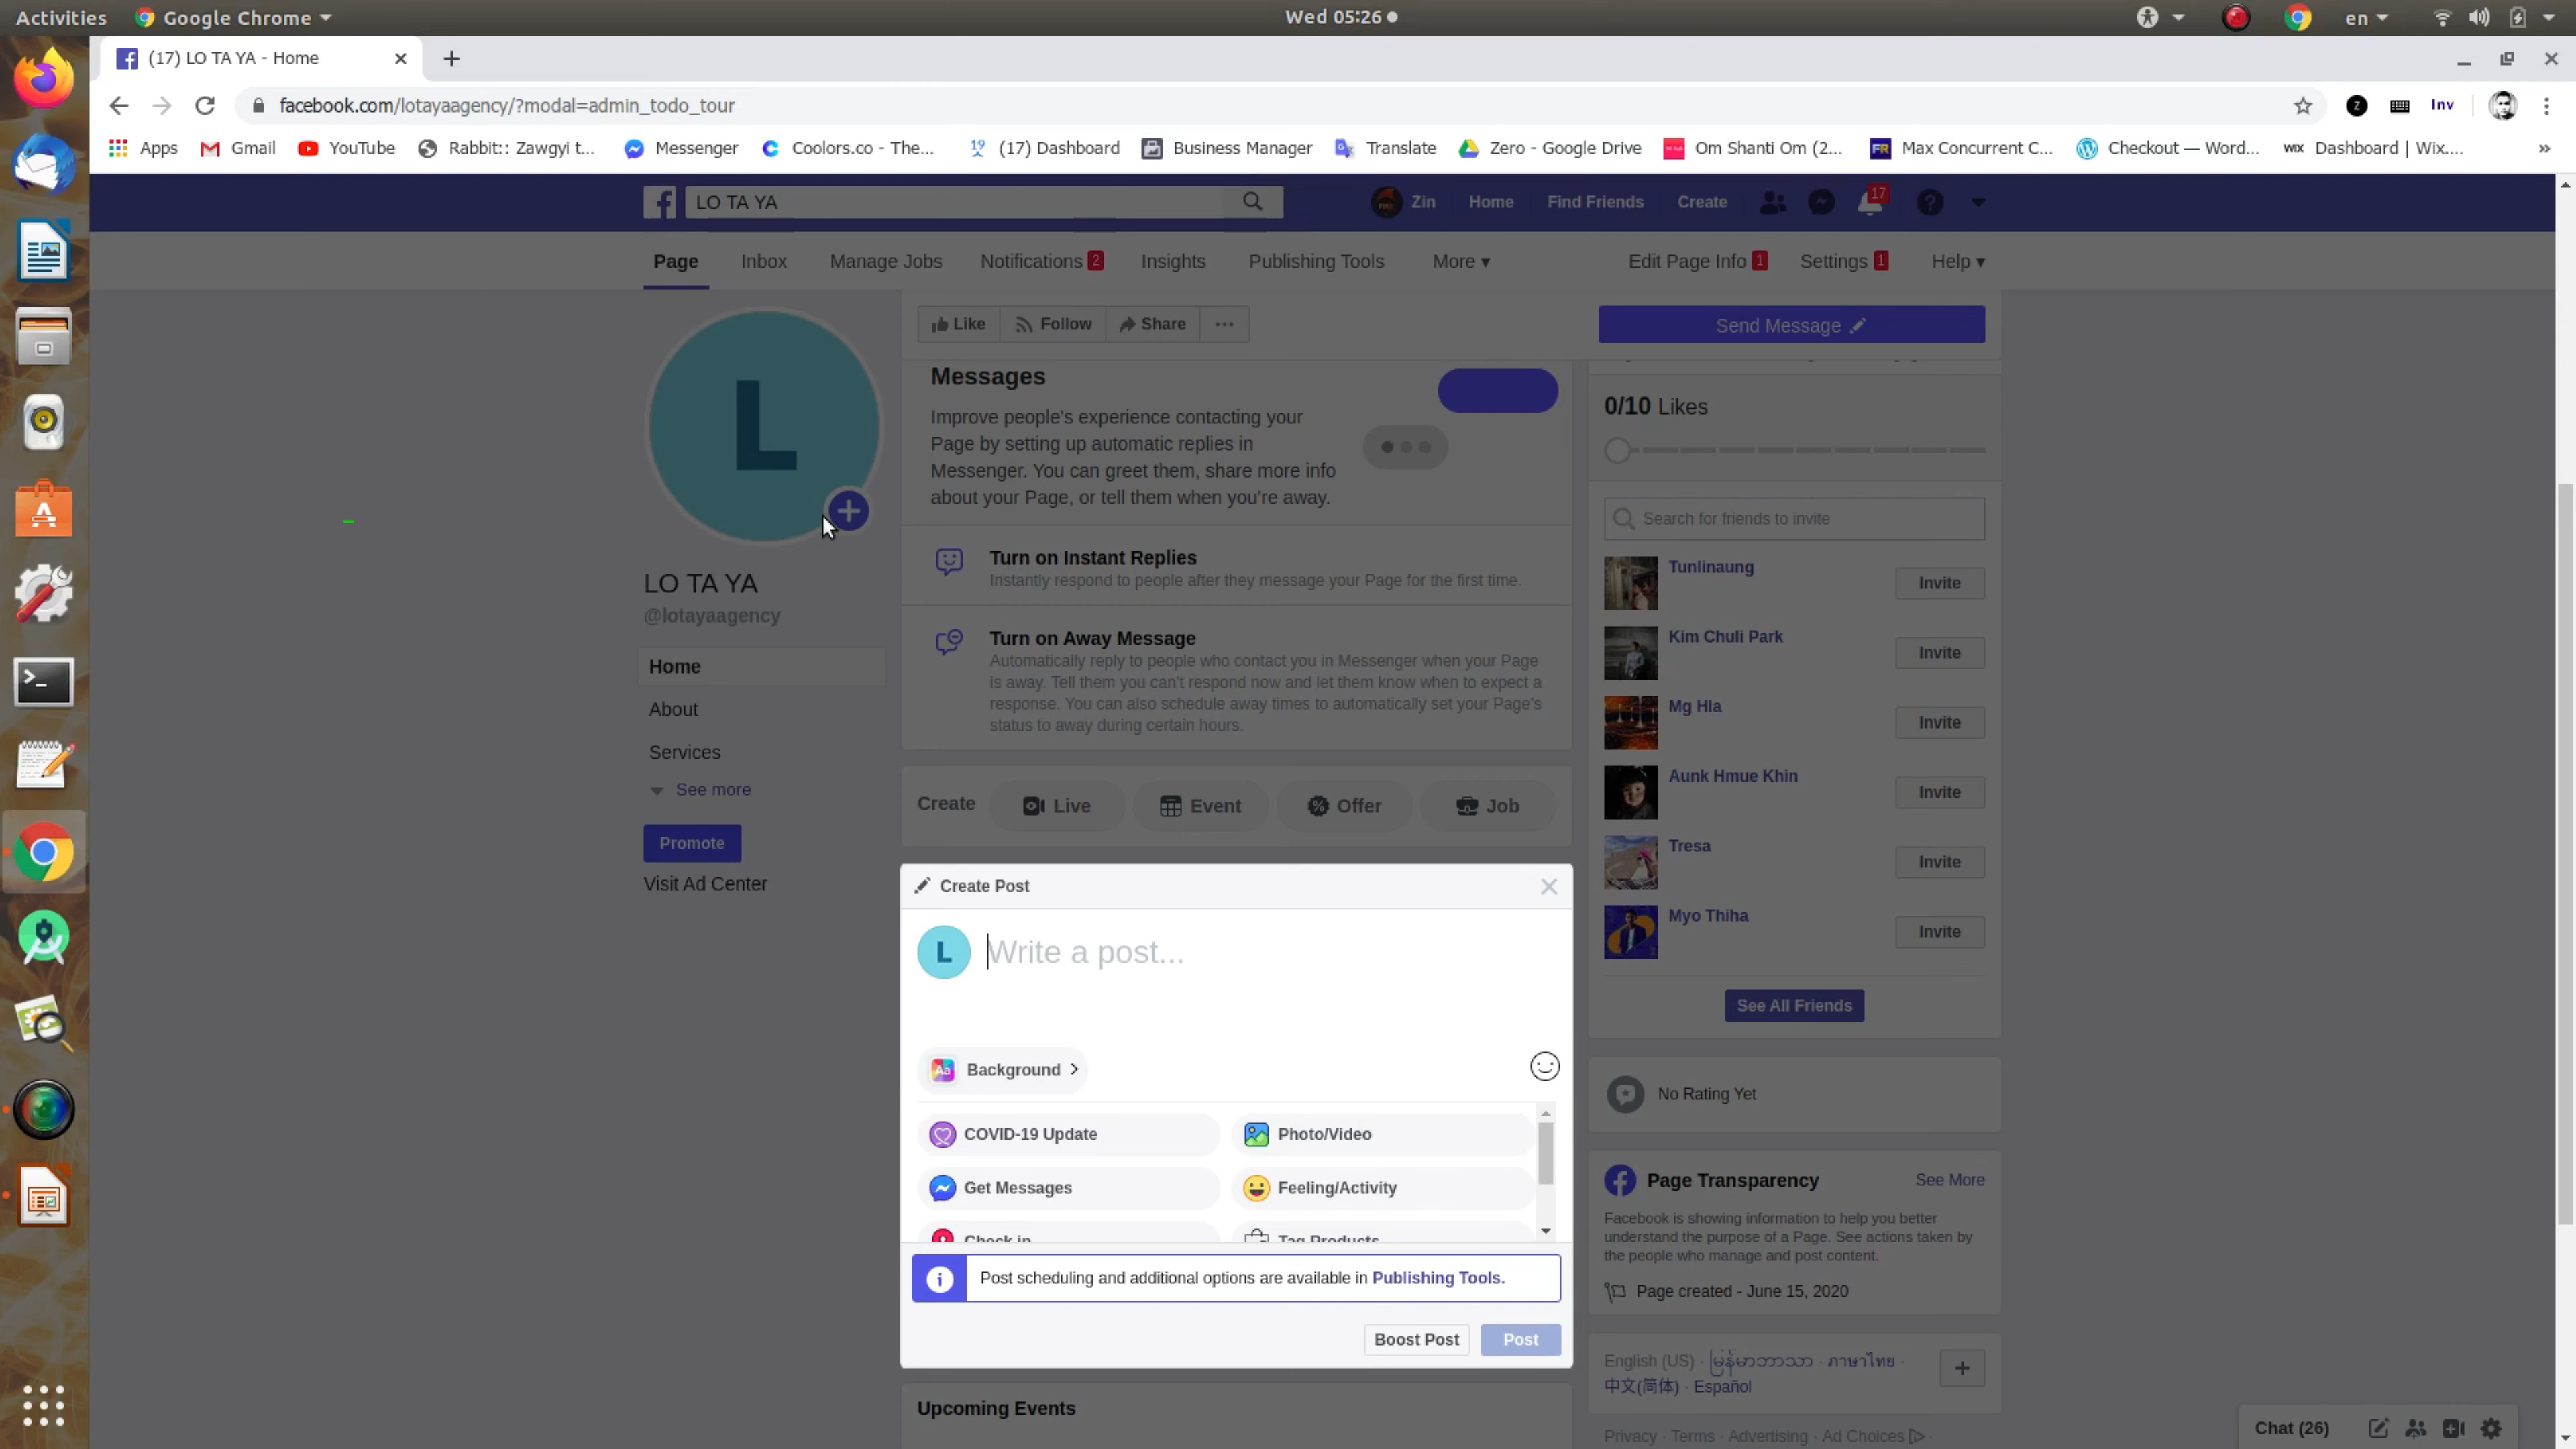 Activities Google Chrome Wed 05:26 en
(17) LO TA YA - Home
facebook.com/lotayaagency/?modal=admin_todo_tour Inv
Apps Gmail YouTube Rabbit:: Zawgyi t... Messenger Coolors.co - The... 19 (17) Dashboard Business Manager Translate Zero - Google Drive Om Shanti Om (2... FR Max Concurrent C... Checkout — Word... WIX Dashboard | Wix.... »
LO TA YA Zin Home Find Friends Create 17
Page Inbox Manage Jobs Notifications 2 Insights Publishing Tools More Edit Page Info 1 Settings 1 Help
Like Follow Share ... Send Message
L
LO TA YA
@lotayaagency
Home
About
Services
See more
Promote
Visit Ad Center
Messages
Improve people's experience contacting your
Page by setting up automatic replies in
Messenger. You can greet them, share more info
about your Page, or tell them when you're away.
Turn on Instant Replies
Instantly respond to people after they message your Page for the first time.
Turn on Away Message
Automatically reply to people who contact you in Messenger when your Page
is away. Tell them you can't respond now and let them know when to expect a
response. You can also schedule away times to automatically set your Page's
status to away during certain hours.
Create Live Event Offer Job
Create Post
L Write a post...
Aa Background
COVID-19 Update Photo/Video
Get Messages Feeling/Activity
Check in Tag Products
Post scheduling and additional options are available in Publishing Tools.
Boost Post Post
Upcoming Events
0/10 Likes
Search for friends to invite
Tunlinaung Invite
Kim Chuli Park Invite
Mg Hla Invite
Aunk Hmue Khin Invite
Tresa Invite
Myo Thiha Invite
See All Friends
No Rating Yet
Page Transparency See More
Facebook is showing information to help you better
understand the purpose of a Page. See actions taken by
the people who manage and post content.
Page created - June 15, 2020
English (US) · မြန်မာဘာသာ · ภาษาไทย ·
中文(简体) · Español
Privacy · Terms · Advertising · Ad Choices ·
Chat (26)